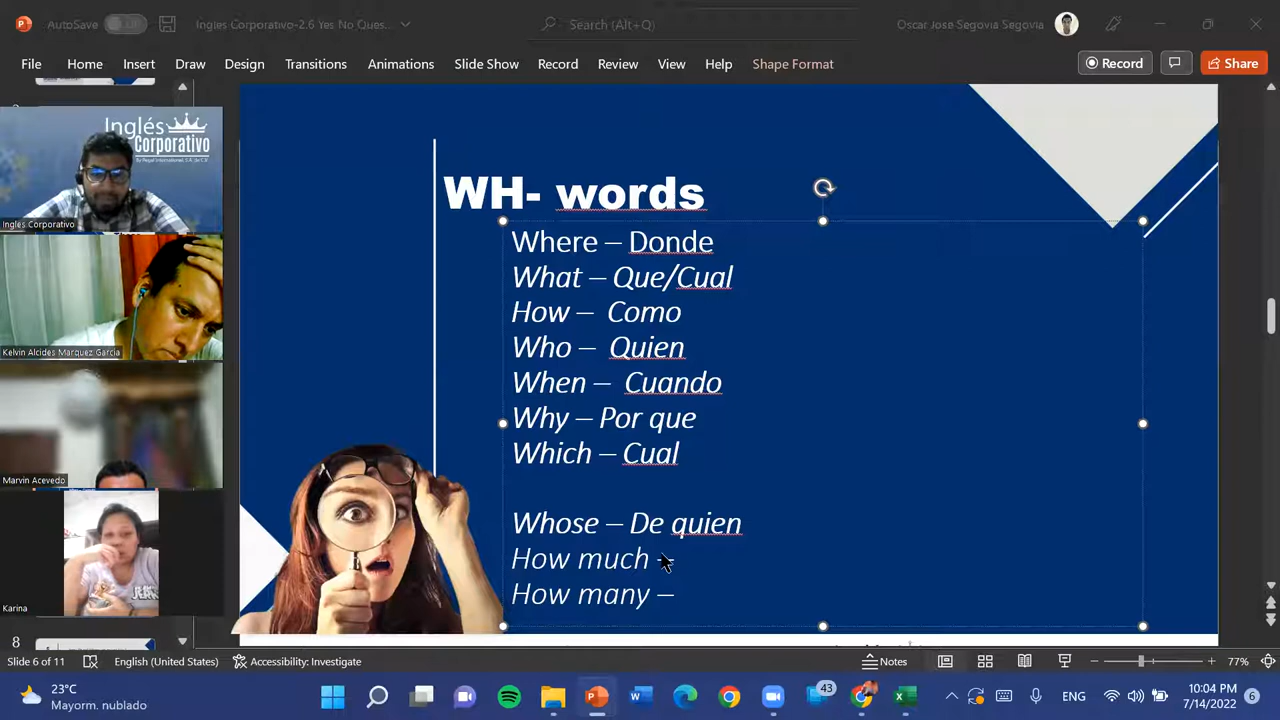 AutoSave
Off
Ingles Corporativo-2.6 Yes No Ques...
Search (Alt+Q)
Oscar Jose Segovia Segovia
File
Home
Insert
Draw
Design
Transitions
Animations
Slide Show
Record
Review
View
Help
Shape Format
Record
Share
Inglés
Corporativo
Ingles Corporativo
Kelvin Alcides Marquez Garcia
Marvin Acevedo
Karina
8
WH- words
Where – Donde
What – Que/Cual
How – Como
Who – Quien
When – Cuando
Why – Por que
Which – Cual
Whose – De quien
How much –
How many –
Slide 6 of 11
English (United States)
Accessibility: Investigate
Notes
77%
23°C
Mayorm. nublado
43
ENG
10:04 PM
7/14/2022
6